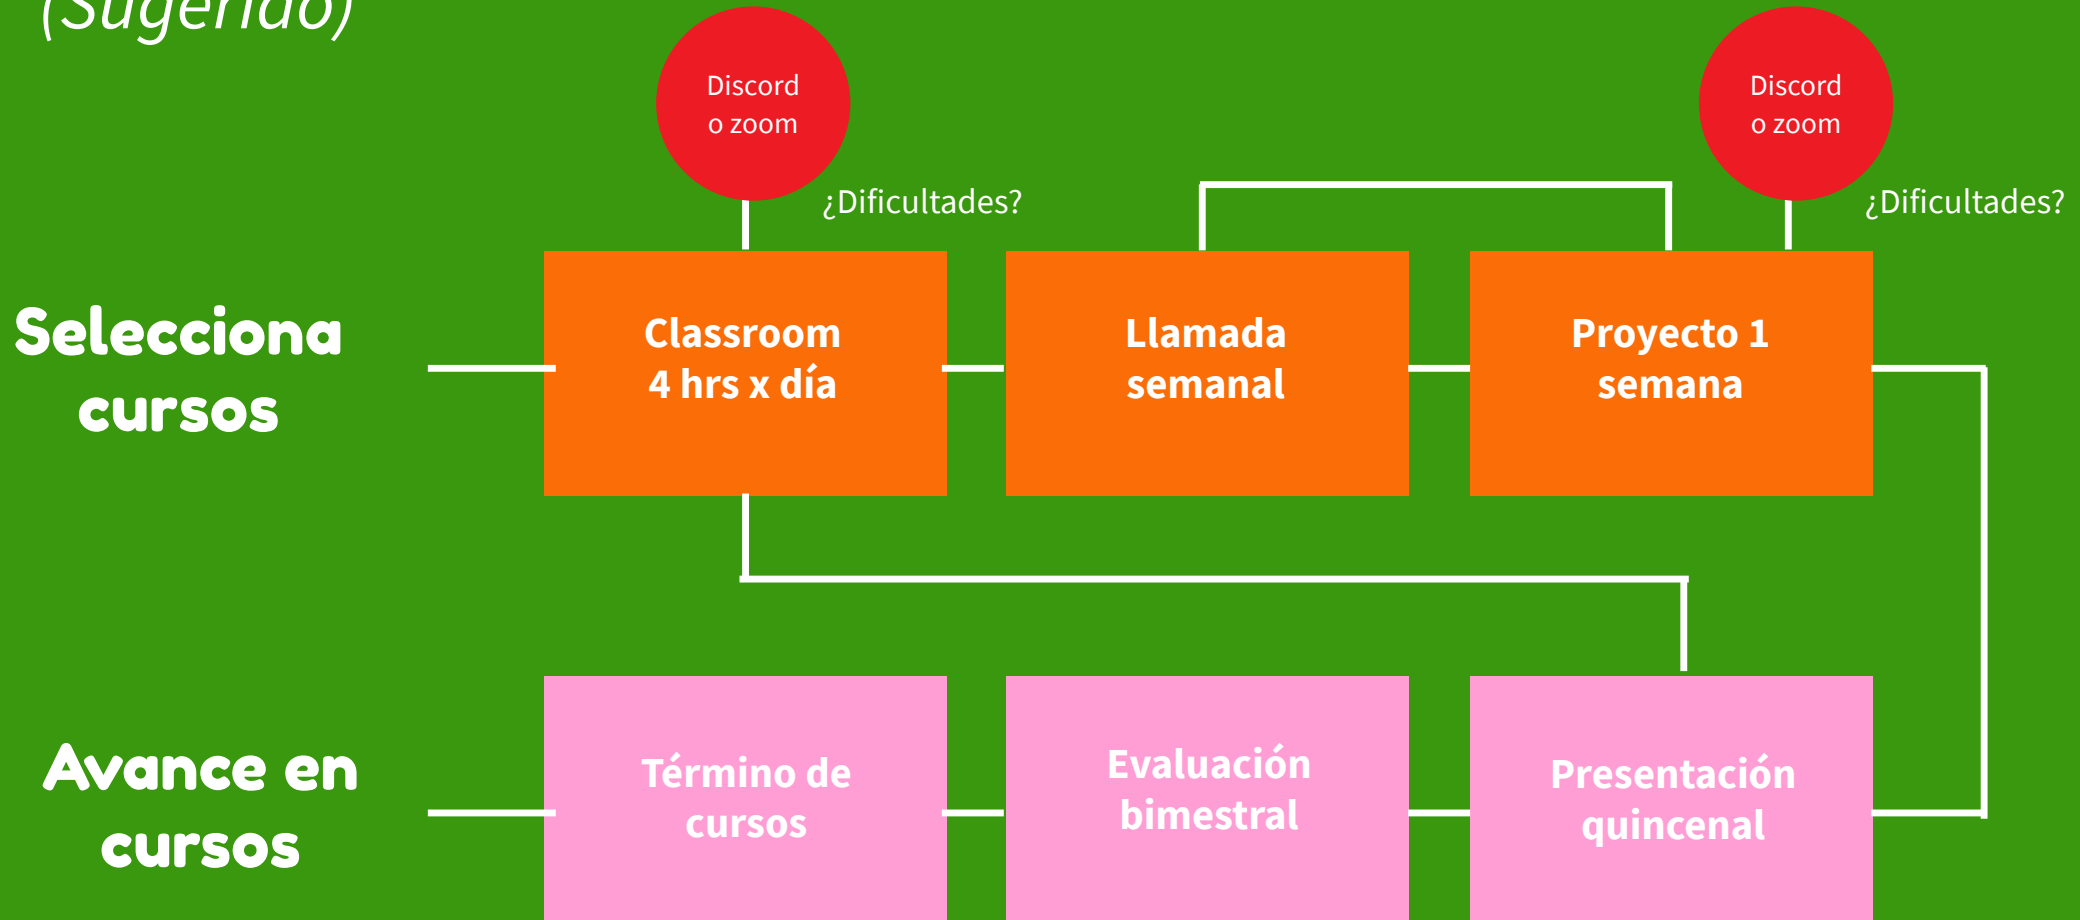 (Sugerido)
Discord
o zoom
¿Dificultades?
Discord
o zoom
¿Dificultades?
Selecciona
cursos
Classroom
4 hrs x día
Llamada
semanal
Proyecto 1
semana
Avance en
cursos
Término de
cursos
Evaluación
bimestral
Presentación
quincenal